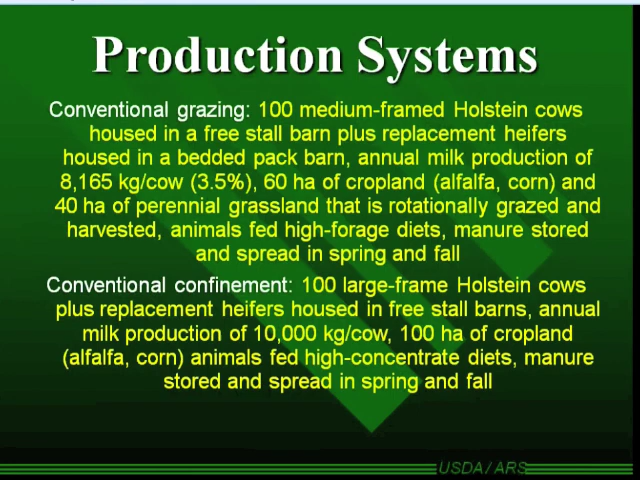 Production Systems
Conventional grazing: 100 medium-framed Holstein cows
housed in a free stall barn plus replacement heifers
housed in a bedded pack barn, annual milk production of
8,165 kg/cow (3.5%), 60 ha of cropland (alfalfa, corn) and
40 ha of perennial grassland that is rotationally grazed and
harvested, animals fed high-forage diets, manure stored
and spread in spring and fall
Conventional confinement: 100 large-frame Holstein cows
plus replacement heifers housed in free stall barns, annual
milk production of 10,000 kg/cow, 100 ha of cropland
(alfalfa, corn) animals fed high-concentrate diets, manure
stored and spread in spring and fall
USDA/ARS